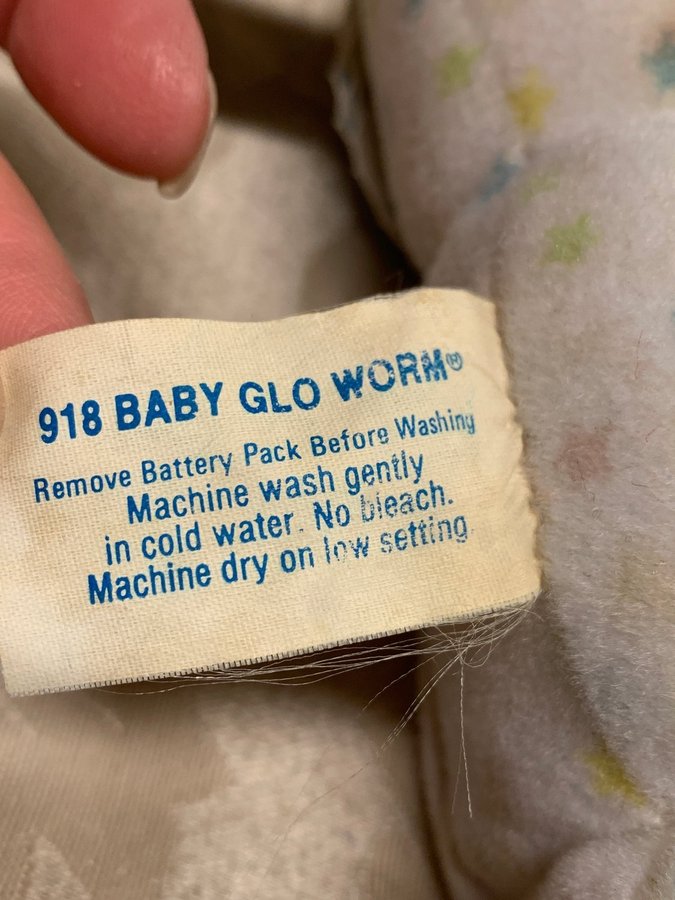 918 BABY GLO WORM®
Remove Battery Pack Before Washing
Machine wash gently
in cold water. No bleach.
Machine dry on low setting